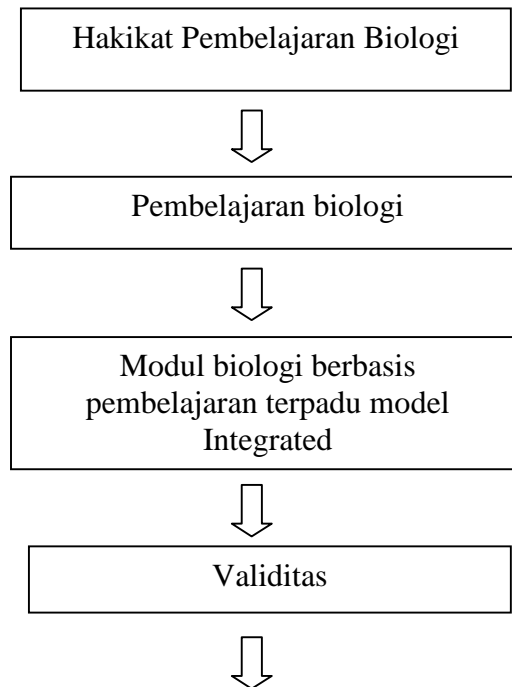 Hakikat Pembelajaran Biologi
Pembelajaran biologi
Modul biologi berbasis
pembelajaran terpadu model
Integrated
Validitas